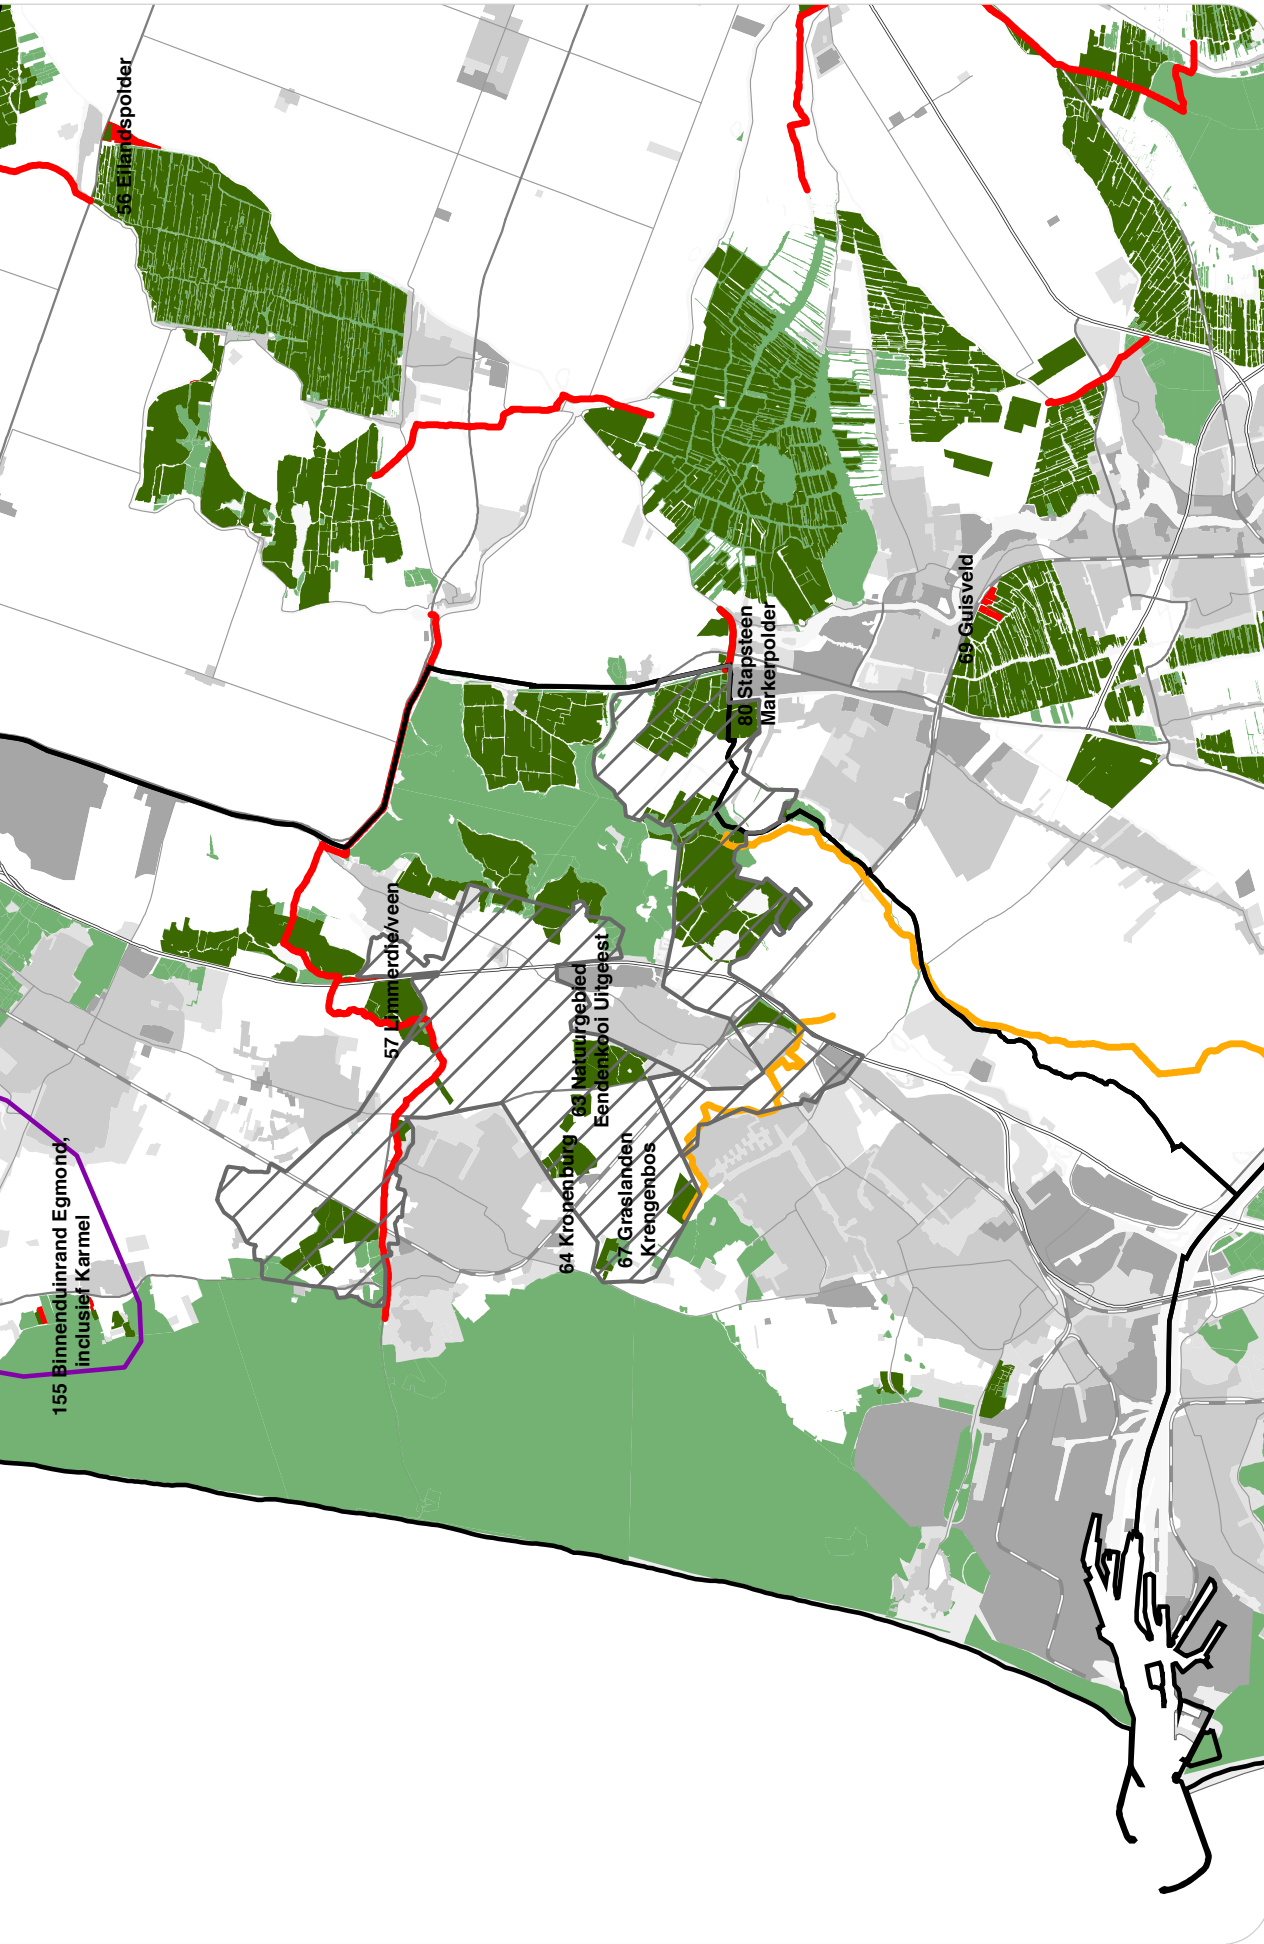 56 Eilandspolder
80 Stapsteen
Markerpolder
69 Guisveld
57 Limmerdie/veen
63 Natuurgebied
Eendenkooi Uitgeest
64 Kronenburg
67 Graslanden
Krengenbos
155 Binnenduinrand Egmond,
inclusief Karmel